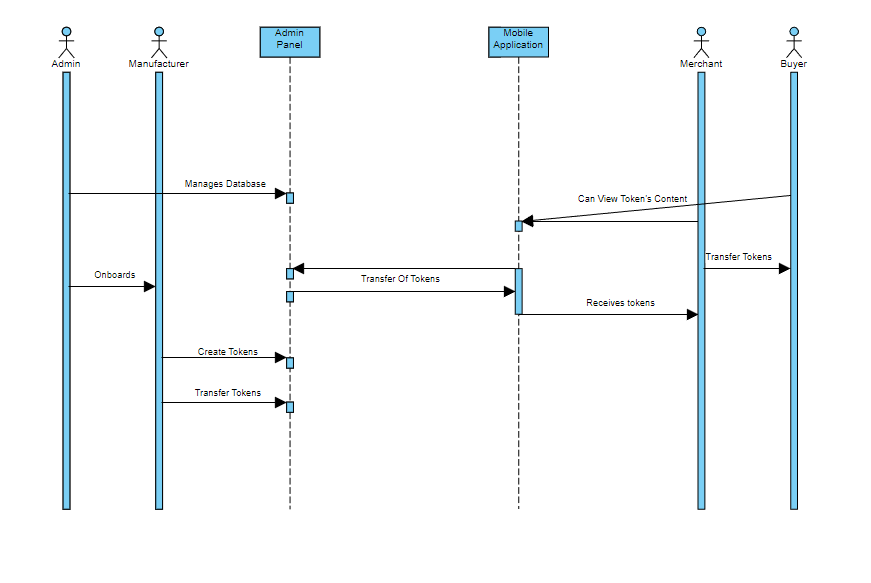 Admin
Panel
Mobile
Application
Admin
Manufacturer
Merchant
Buyer
Manages Database
Can View Token's Content
Transfer Tokens
Onboards
Transfer Of Tokens
Receives tokens
Create Tokens
Transfer Tokens